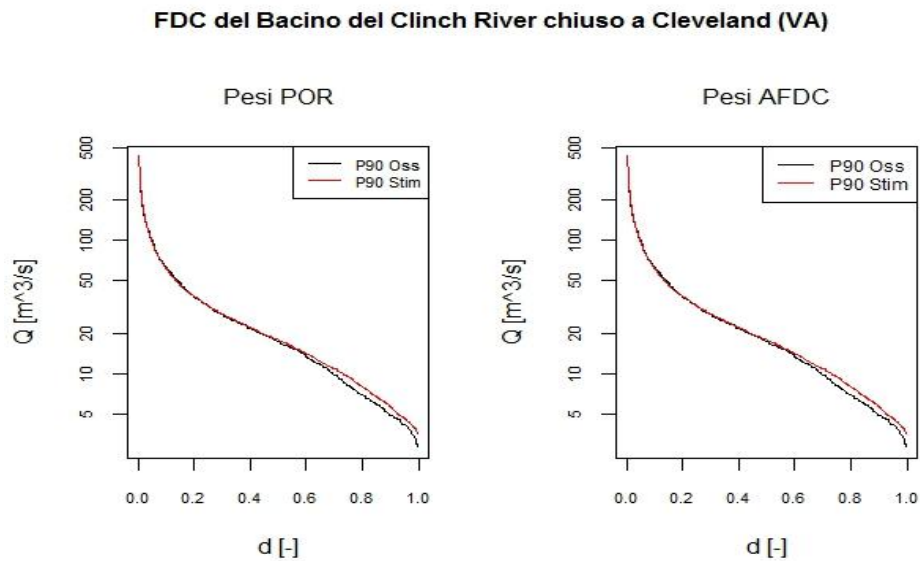 FDC del Bacino del Clinch River chiuso a Cleveland (VA)
Pesi POR
P90 Oss
P90 Stim
Q [m^3/s]
500
200
100
50
20
10
5
0.0 0.2 0.4 0.6 0.8 1.0
d [-]
Pesi AFDC
P90 Oss
P90 Stim
Q [m^3/s]
500
200
100
50
20
10
5
0.0 0.2 0.4 0.6 0.8 1.0
d [-]